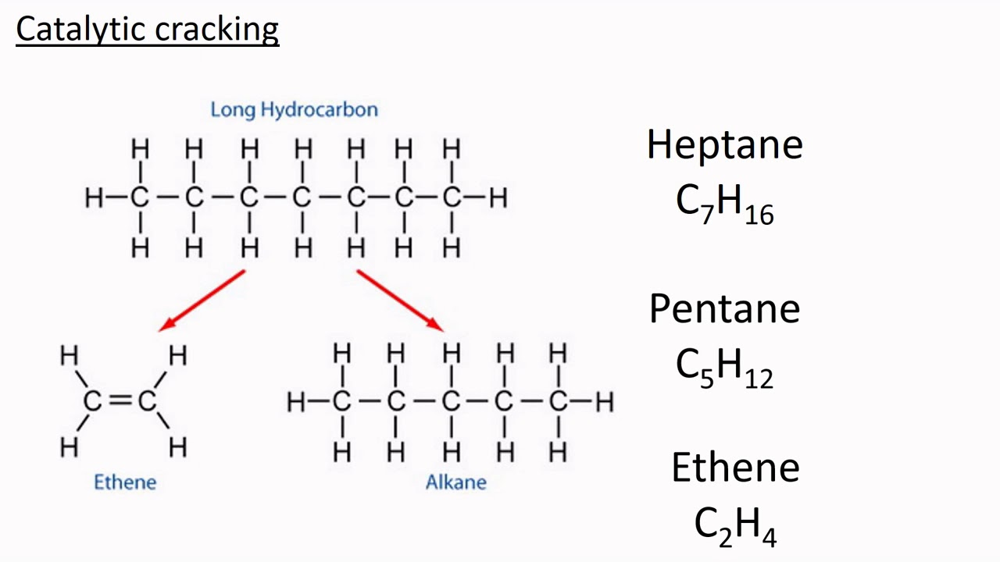 Catalytic cracking
Long Hydrocarbon
H H H H H H H
H–C–C–C–C–C–C–C–H
H H H H H H H
Heptane
C₇H₁₆
H H
C=C
H H
Ethene
H H H H H
H–C–C–C–C–C–H
H H H H H
Alkane
Pentane
C₅H₁₂
Ethene
C₂H₄